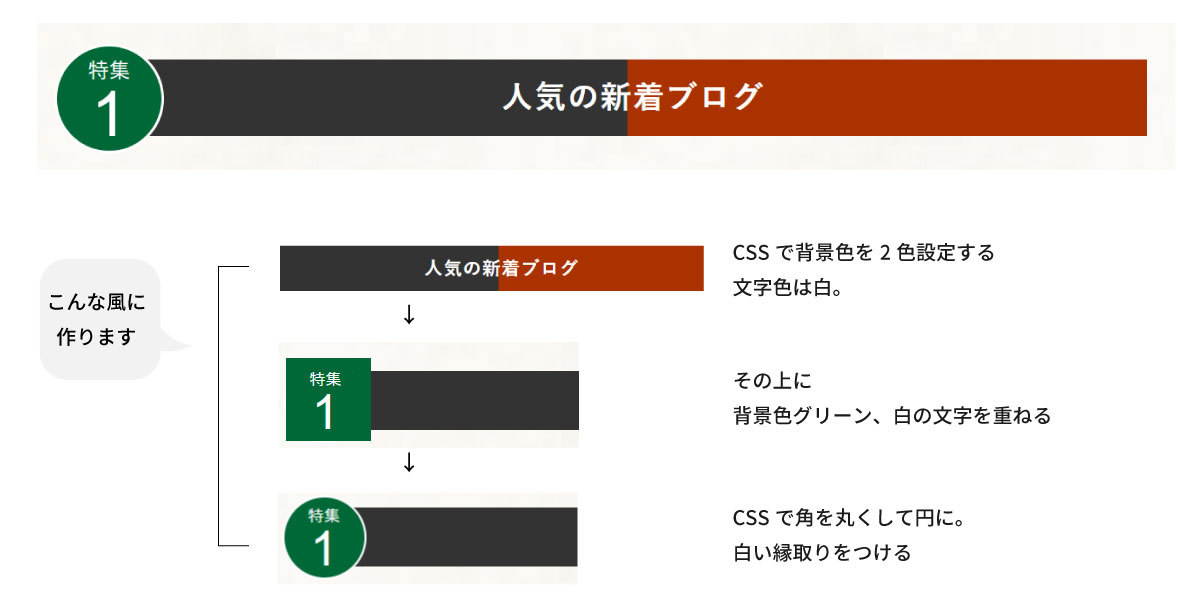 特集
1
人気の新着ブログ
こんな風に
作ります
人気の新着ブログ
CSS で背景色を 2 色設定する
文字色は白。
↓
特集
1
その上に
背景色グリーン、白の文字を重ねる
↓
特集
1
CSS で角を丸くして円に。
白い縁取りをつける